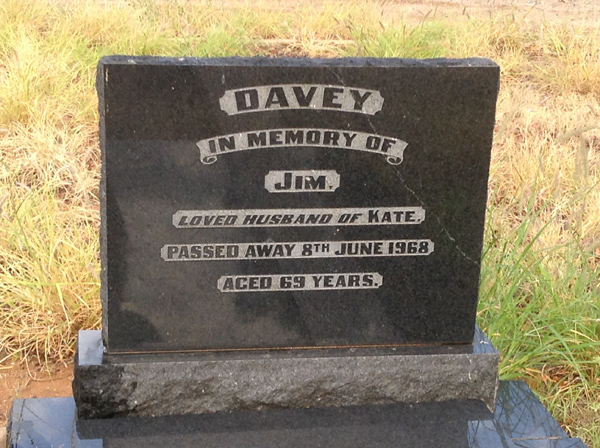 DAVEY
IN MEMORY OF
JIM.
LOVED HUSBAND OF KATE.
PASSED AWAY 8TH JUNE 1968
AGED 69 YEARS.